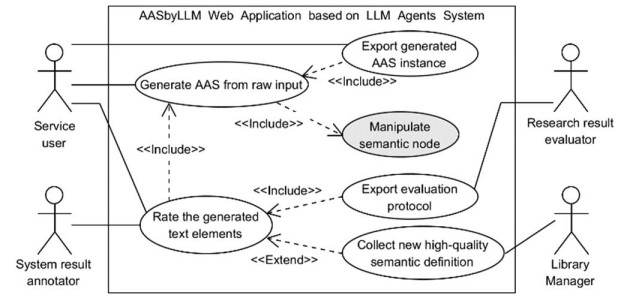 AASbyLLM Web Application based on LLM Agents System
Export generated
AAS instance
Generate AAS from raw input
<<Include>>
Service
user
<<Include>>
Manipulate
semantic node
Research result
evaluator
<<Include>>
<<Include>>
Export evaluation
protocol
Rate the generated
text elements
System result
annotator
<<Extend>>
Collect new high-quality
semantic definition
Library
Manager